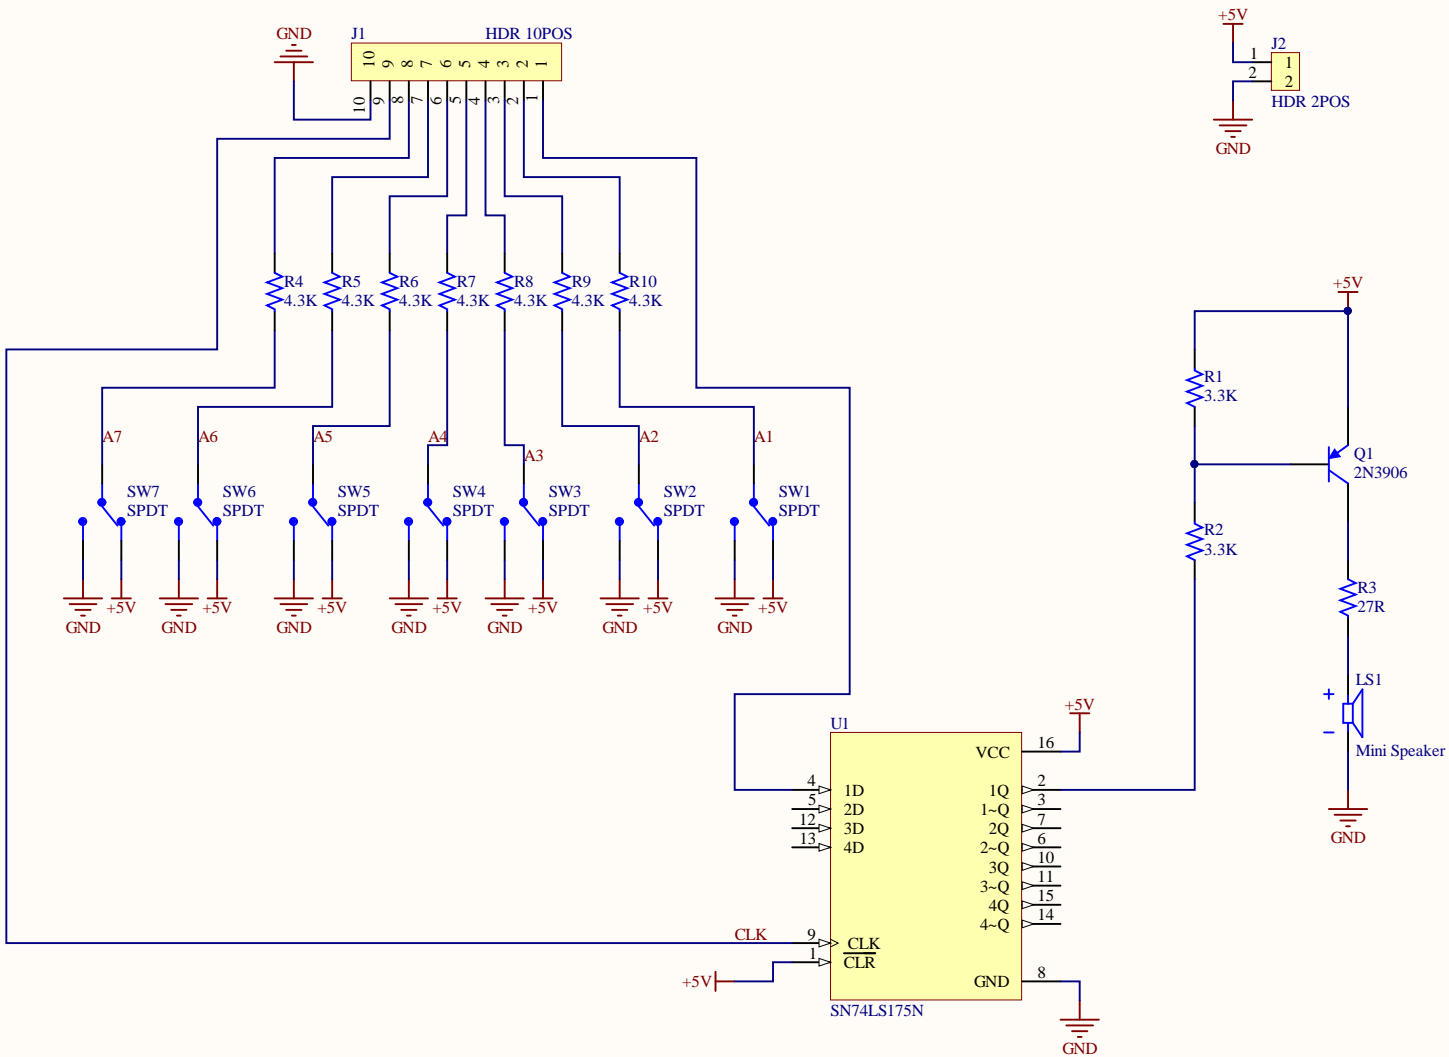 GND
J1 HDR 10POS
10 9 8 7 6 5 4 3 2 1
10 9 8 7 6 5 4 3 2 1
+5V
J2
1 1
2 2
HDR 2POS
GND
R4 R5 R6 R7 R8 R9 R10
4.3K 4.3K 4.3K 4.3K 4.3K 4.3K 4.3K
+5V
R1
3.3K
A7 A6 A5 A4 A3 A2 A1
Q1
2N3906
SW7 SW6 SW5 SW4 SW3 SW2 SW1
SPDT SPDT SPDT SPDT SPDT SPDT SPDT
R2
3.3K
R3
27R
+5V +5V +5V +5V +5V +5V +5V
GND GND GND GND GND GND GND
LS1
+
−
Mini Speaker
GND
U1
+5V
VCC 16
4 1D 1Q 2
5 2D 1~Q 3
12 3D 2Q 7
13 4D 2~Q 6
3Q 10
3~Q 11
4Q 15
4~Q 14
CLK 9 CLK
1 CLR
+5V
GND 8
SN74LS175N
GND